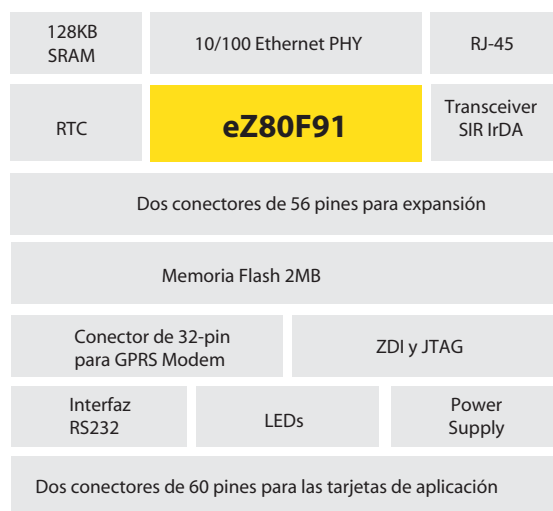 128KB
SRAM
10/100 Ethernet PHY
RJ-45
RTC
eZ80F91
Transceiver
SIR IrDA
Dos conectores de 56 pines para expansión
Memoria Flash 2MB
Conector de 32-pin
para GPRS Modem
ZDI y JTAG
Interfaz
RS232
LEDs
Power
Supply
Dos conectores de 60 pines para las tarjetas de aplicación